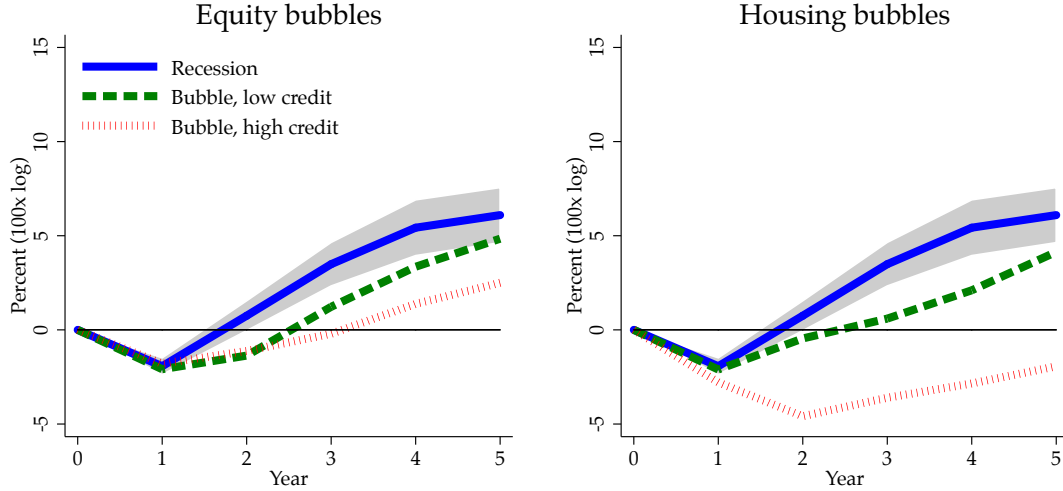 Equity bubbles
Percent (100x log)
15
10
5
0
-5
Recession
Bubble, low credit
Bubble, high credit
0 1 2 3 4 5
Year
Housing bubbles
Percent (100x log)
15
10
5
0
-5
0 1 2 3 4 5
Year